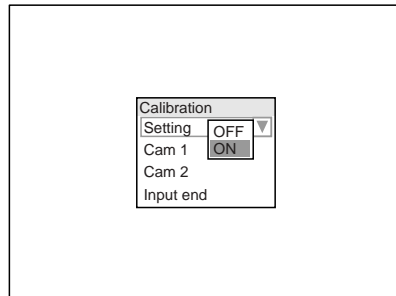 Calibration
Setting OFF
Cam 1 ON
Cam 2
Input end